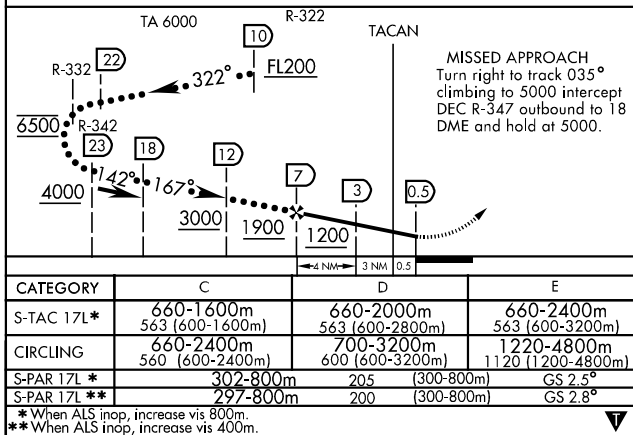 TA 6000
R-322
TACAN
10
22
R-332
322°
FL200
MISSED APPROACH
Turn right to track 035°
climbing to 5000 intercept
DEC R-347 outbound to 18
DME and hold at 5000.
6500
R-342
23
18
12
7
3
0.5
142°
167°
4000
3000
1900
1200
4 NM
3 NM
0.5
CATEGORY C D E
S-TAC 17L* 660-1600m 660-2000m 660-2400m
563 (600-1600m) 563 (600-2800m) 563 (600-3200m)
CIRCLING 660-2400m 700-3200m 1220-4800m
560 (600-2400m) 600 (600-3200m) 1120 (1200-4800m)
S-PAR 17L * 302-800m 205 (300-800m) GS 2.5°
S-PAR 17L ** 297-800m 200 (300-800m) GS 2.8°
* When ALS inop, increase vis 800m.
** When ALS inop, increase vis 400m.
T